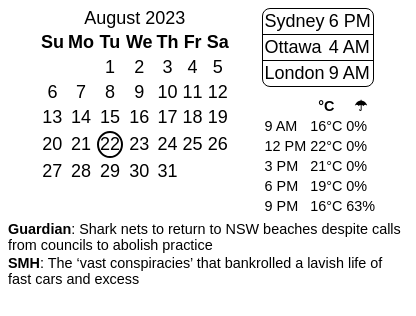 August 2023
Su Mo Tu We Th Fr Sa
1 2 3 4 5
6 7 8 9 10 11 12
13 14 15 16 17 18 19
20 21 22 23 24 25 26
27 28 29 30 31
Sydney 6 PM
Ottawa 4 AM
London 9 AM
°C ☂
9 AM 16°C 0%
12 PM 22°C 0%
3 PM 21°C 0%
6 PM 19°C 0%
9 PM 16°C 63%
Guardian: Shark nets to return to NSW beaches despite calls
from councils to abolish practice
SMH: The ‘vast conspiracies’ that bankrolled a lavish life of
fast cars and excess